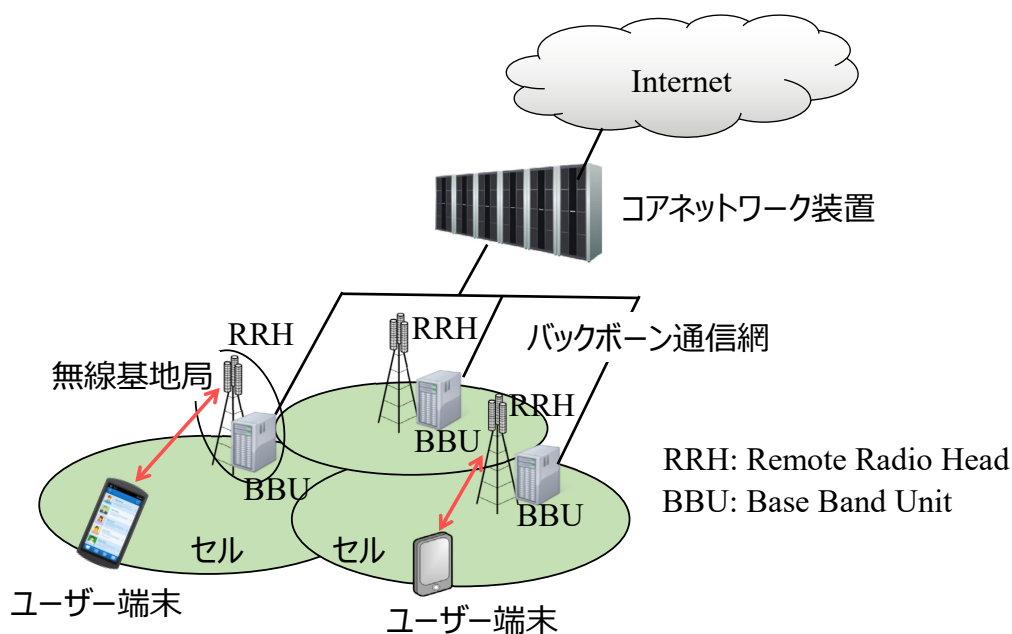 Internet
コアネットワーク装置
RRH
RRH
バックボーン通信網
無線基地局
RRH
BBU
RRH: Remote Radio Head
BBU
BBU
BBU: Base Band Unit
セル
セル
ユーザー端末
ユーザー端末